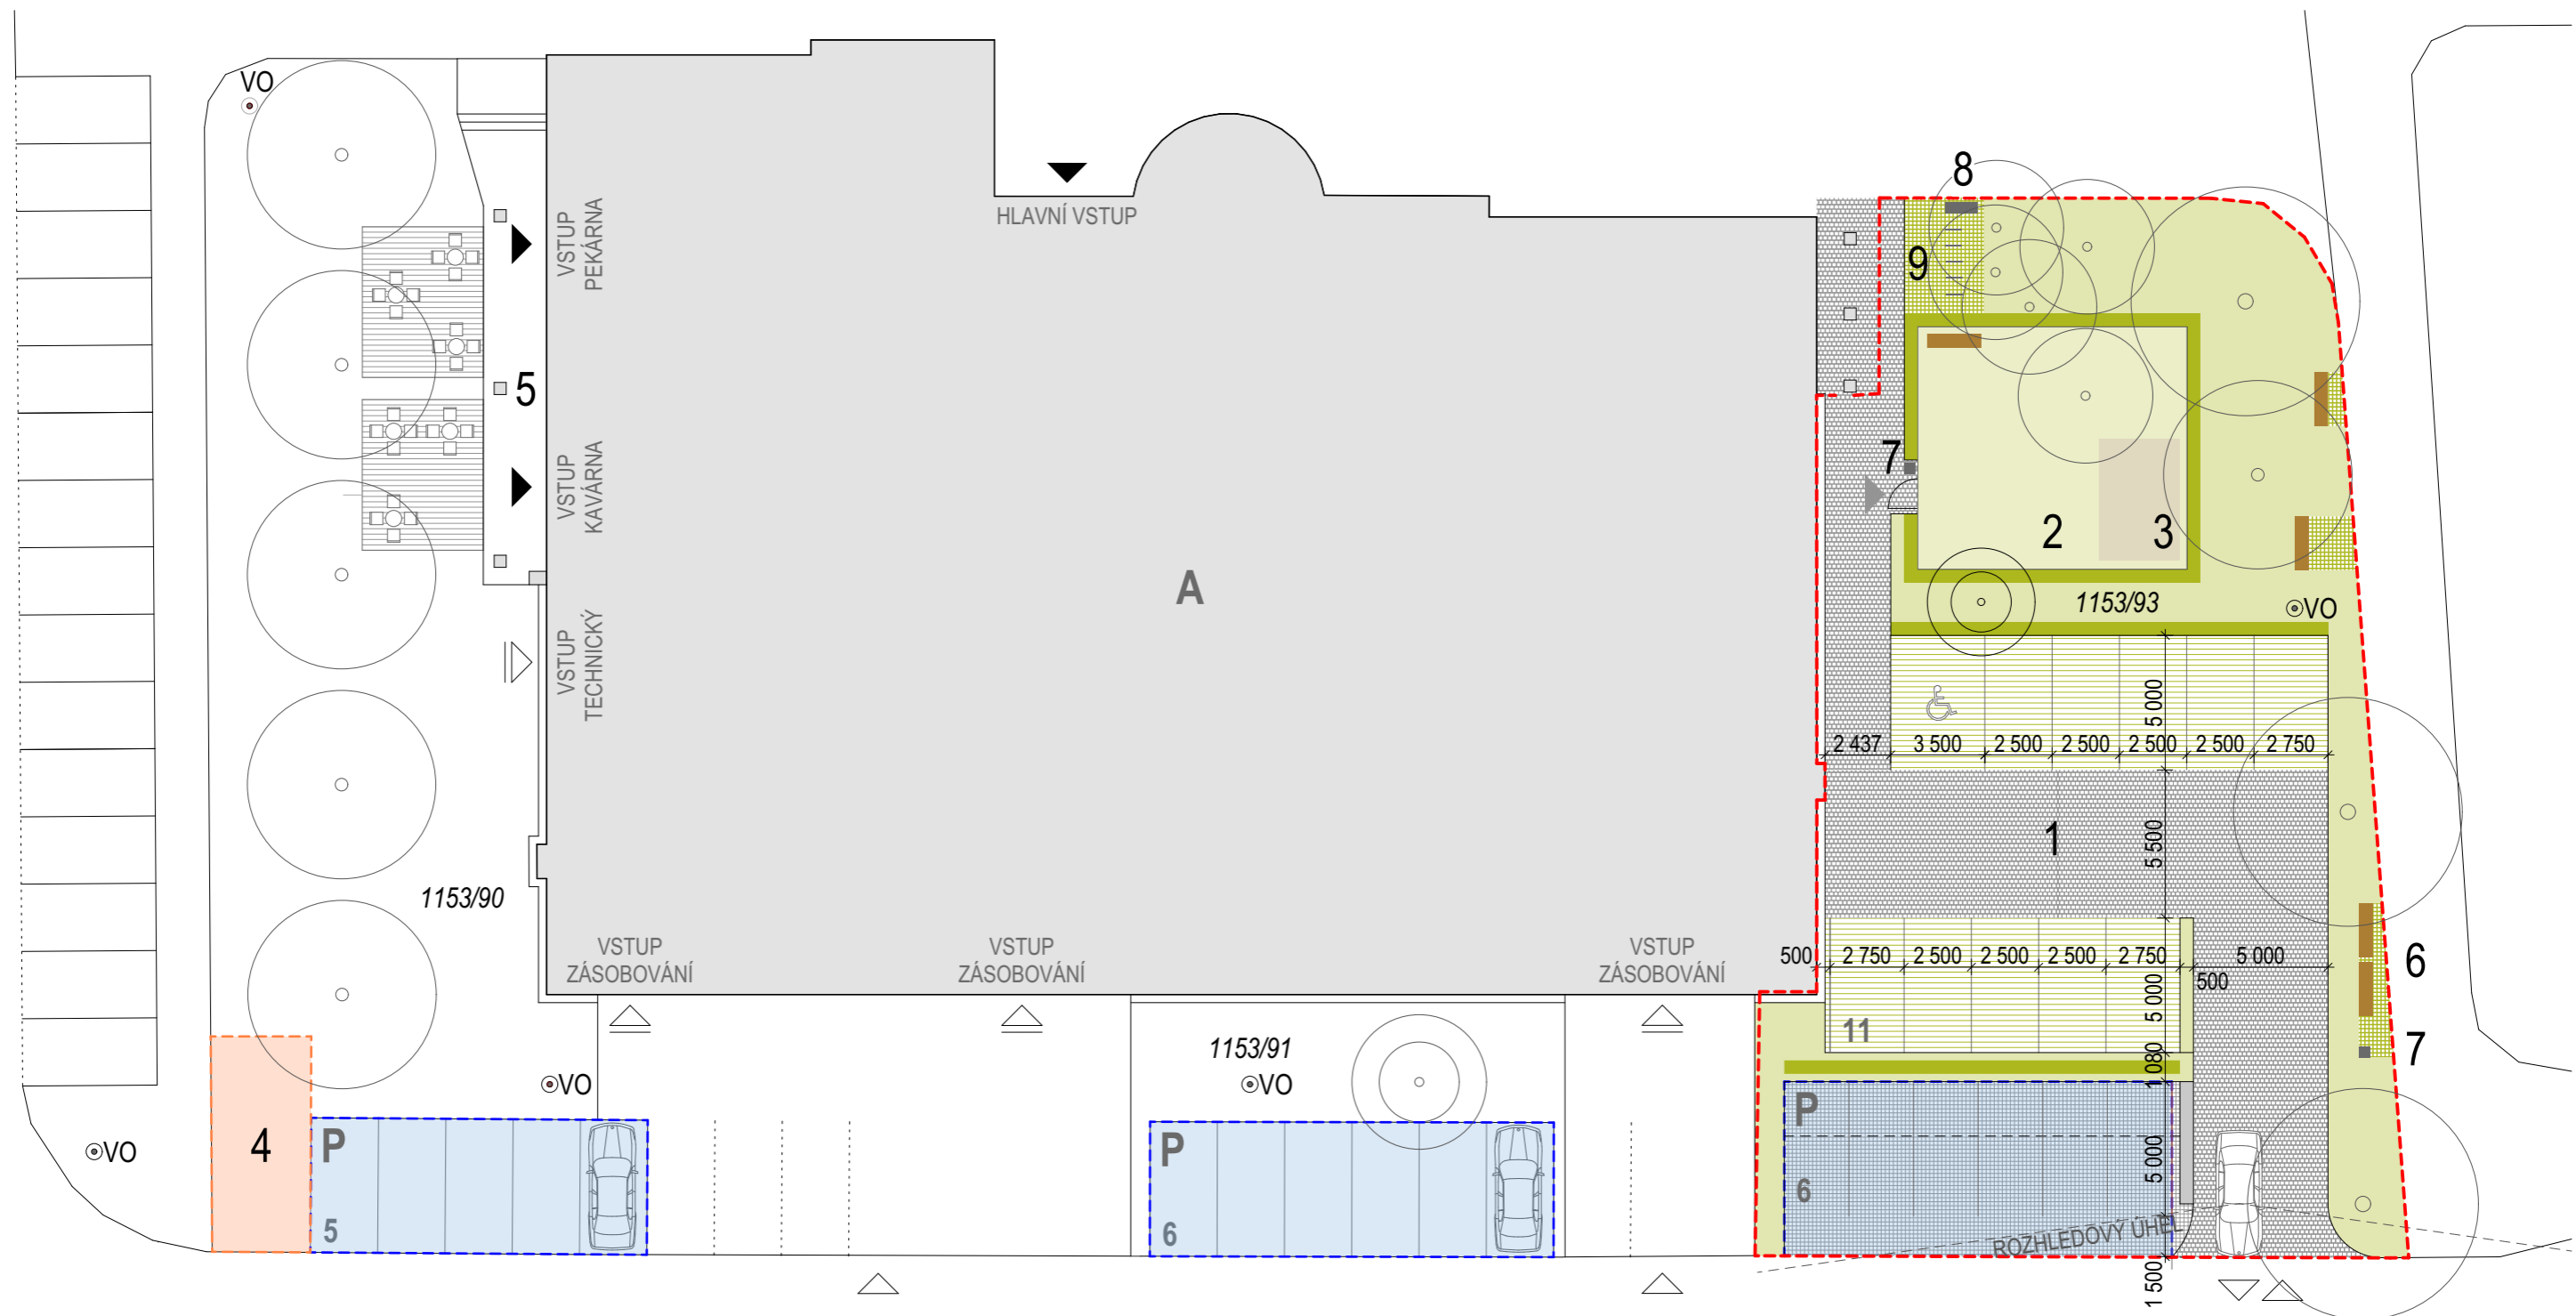 VO
8
VSTUP
PEKÁRNA
HLAVNÍ VSTUP
9
5
7
VSTUP
KAVÁRNA
2
3
A
1153/93
VO
VSTUP
TECHNICKÝ
5 000
2 437
3 500
2 500
2 500
2 500
2 500
2 750
1
5 500
1153/90
VSTUP
ZÁSOBOVÁNÍ
VSTUP
ZÁSOBOVÁNÍ
VSTUP
ZÁSOBOVÁNÍ
500
2 750
2 500
2 500
2 500
2 750
500
5 000
6
5 000
11
1153/91
VO
VO
1 080
7
VO
4
P
5
P
6
P
6
5 000
ROZHLEDOVÝ ÚHEL
1 500